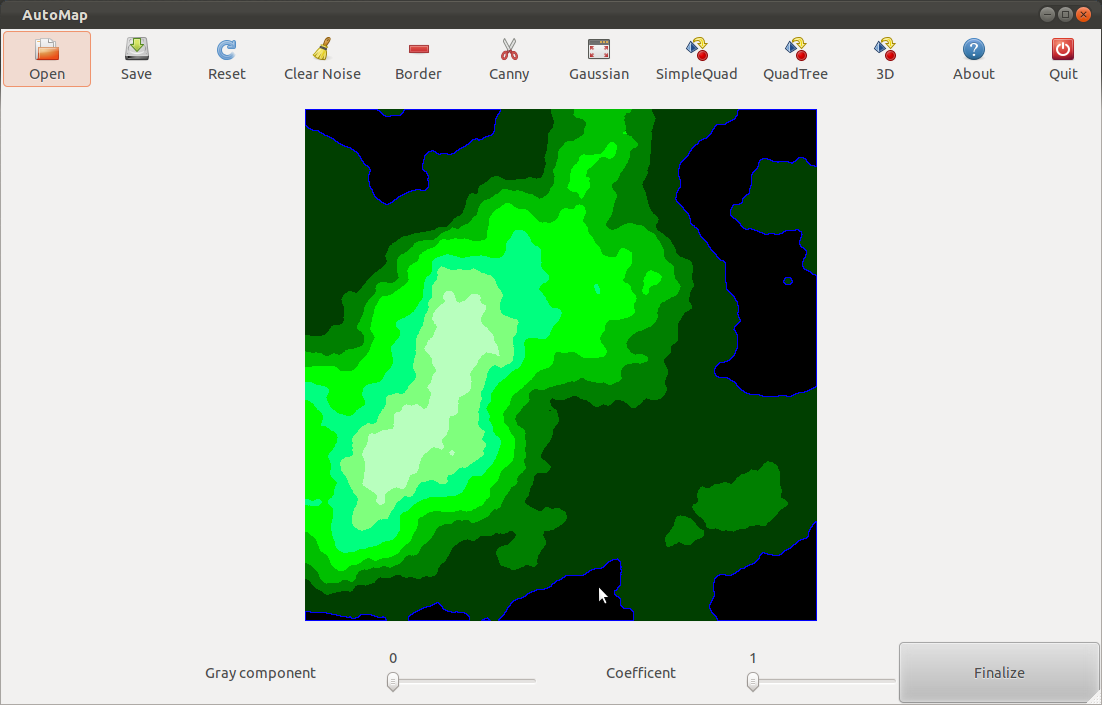 AutoMap
Open Save Reset Clear Noise Border Canny Gaussian SimpleQuad QuadTree 3D About Quit
0 1
Gray component Coefficent Finalize